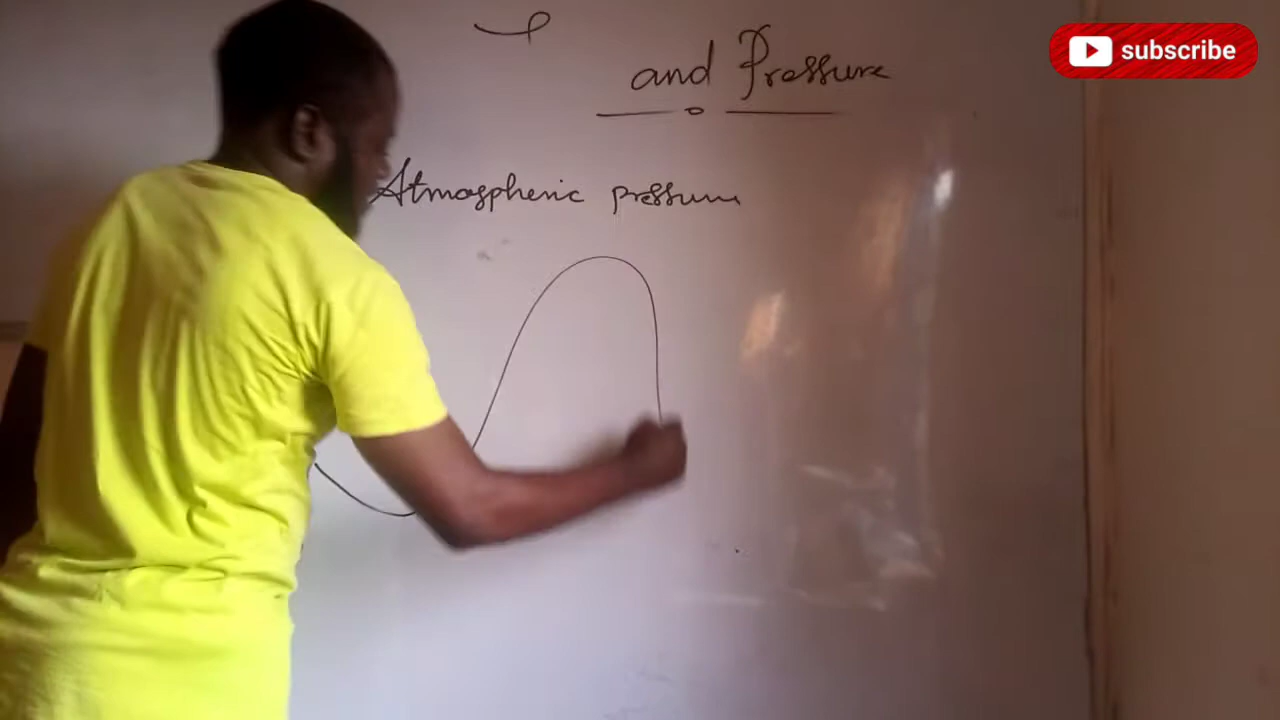 and Pressure
Atmospheric pressure
subscribe